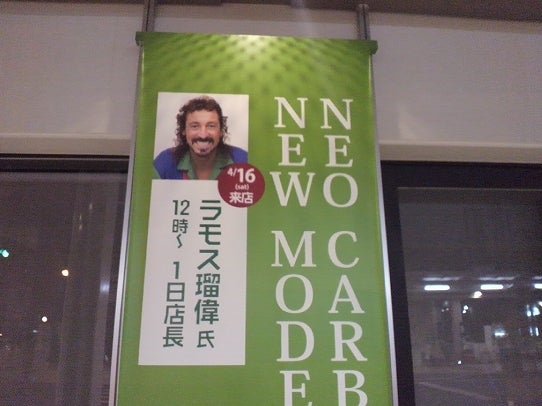 NEO CARB
NEW MODE
4/16
(sat)
来店
ラモス瑠偉氏
12時～ 1日店長